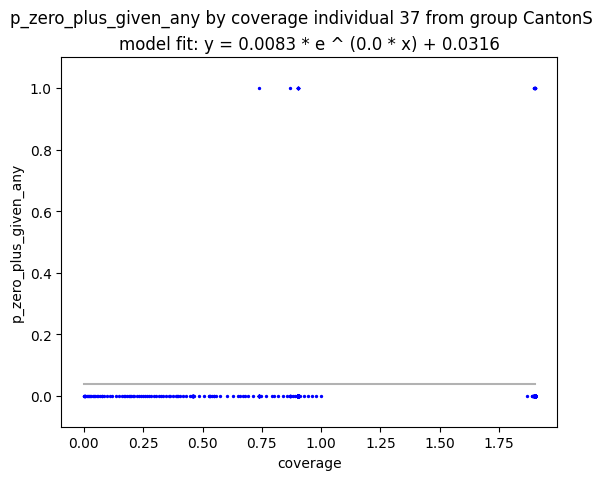 p_zero_plus_given_any by coverage individual 37 from group CantonS
model fit: y = 0.0083 * e ^ (0.0 * x) + 0.0316
1.0
0.8
0.6
0.4
0.2
0.0
p_zero_plus_given_any
0.00 0.25 0.50 0.75 1.00 1.25 1.50 1.75
coverage